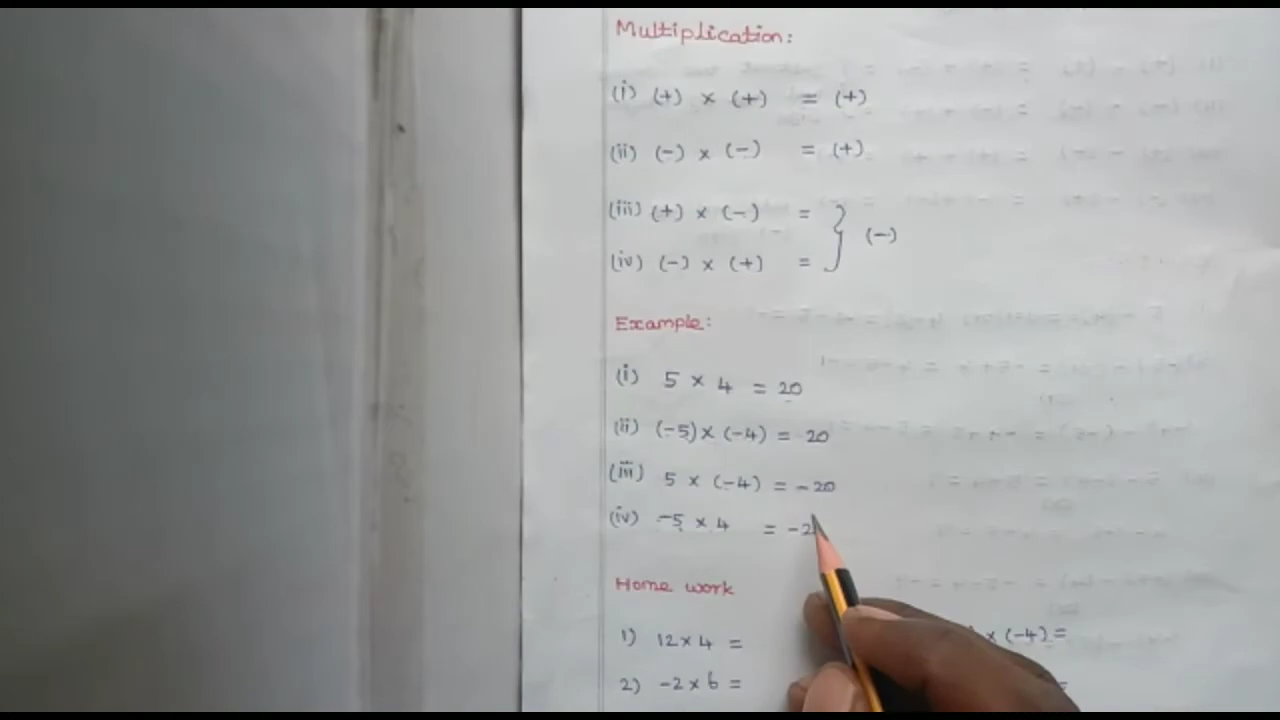 Multiplication:
(i) (+) × (+) = (+)
(ii) (-) × (-) = (+)
(iii) (+) × (-) =
(iv) (-) × (+) =
} (-)
Example:
(i) 5 × 4 = 20
(ii) (-5) × (-4) = 20
(iii) 5 × (-4) = -20
(iv) -5 × 4 = -2
Home work
1) 12 × 4 =
× (-4) =
2) -2 × 6 =
=